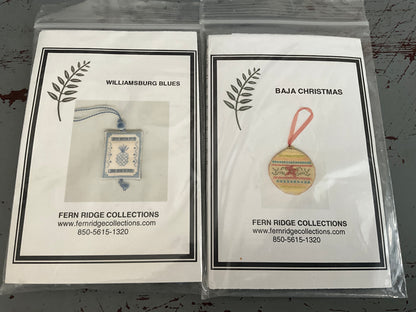 WILLIAMSBURG BLUES
FERN RIDGE COLLECTIONS
www.fernridgecollections.com
850-5615-1320
BAJA CHRISTMAS
FERN RIDGE COLLECTIONS
www.fernridgecollections.com
850-5615-1320